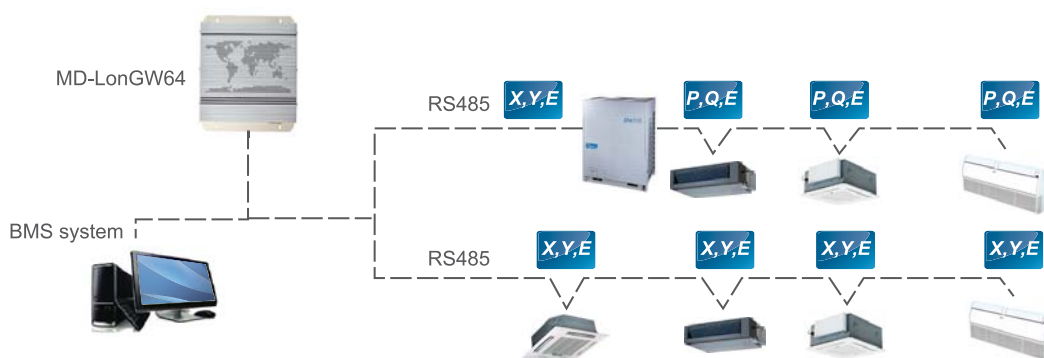 MD-LonGW64
RS485
X,Y,E
P,Q,E
P,Q,E
P,Q,E
BMS system
RS485
X,Y,E
X,Y,E
X,Y,E
X,Y,E